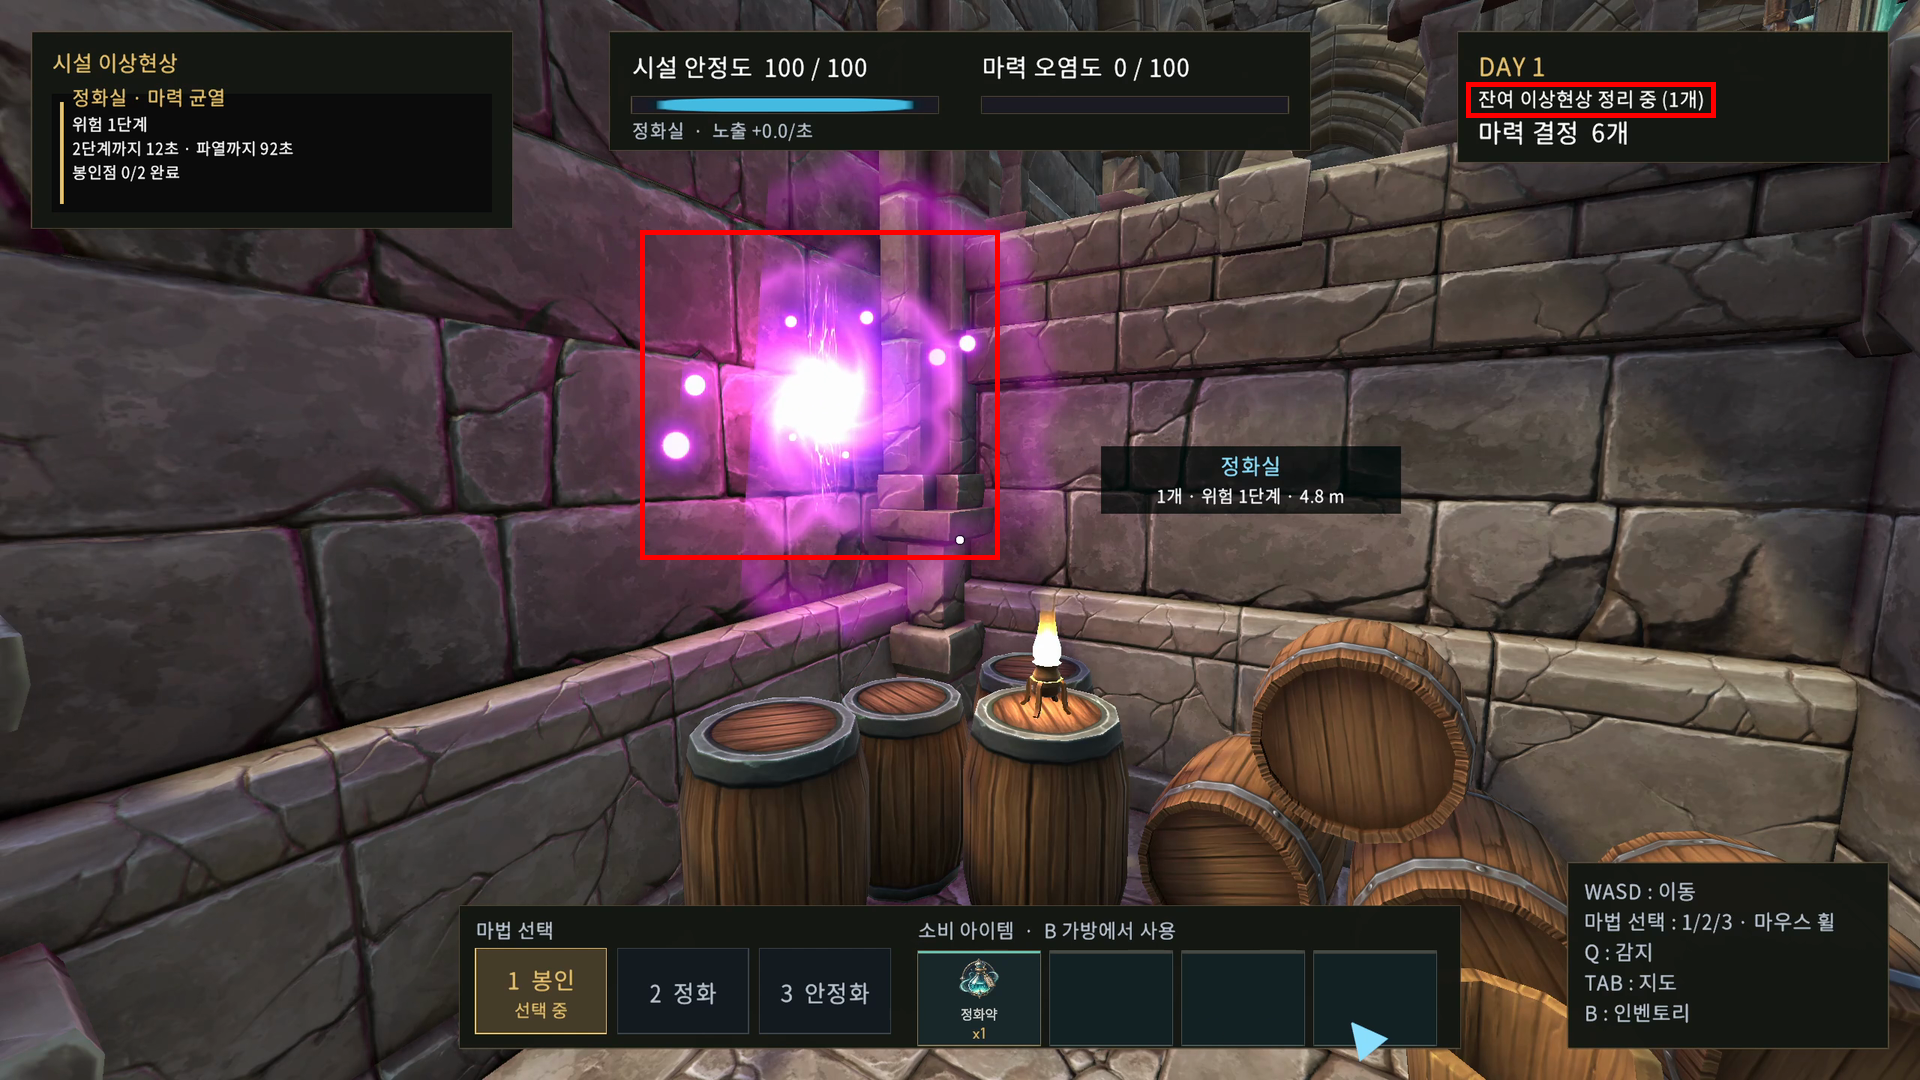 시설 이상현상
정화실 · 마력 균열
위험 1단계
2단계까지 12초 · 파열까지 92초
봉인점 0/2 완료
시설 안정도 100 / 100
마력 오염도 0 / 100
정화실 · 노출 +0.0/초
DAY 1
잔여 이상현상 정리 중 (1개)
마력 결정 6개
정화실
1개 · 위험 1단계 · 4.8 m
마법 선택
1 봉인
선택 중
2 정화
3 안정화
소비 아이템 · B 가방에서 사용
정화약
x1
WASD : 이동
마법 선택 : 1/2/3 · 마우스 휠
Q : 감지
TAB : 지도
B : 인벤토리